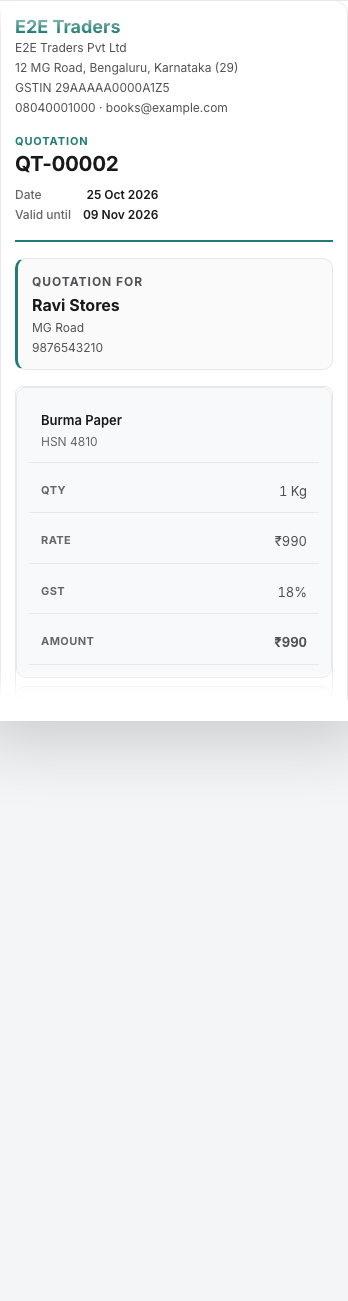 E2E Traders
E2E Traders Pvt Ltd
12 MG Road, Bengaluru, Karnataka (29)
GSTIN 29AAAAA0000A1Z5
08040001000 · books@example.com
QUOTATION
QT-00002
Date 25 Oct 2026
Valid until 09 Nov 2026
QUOTATION FOR
Ravi Stores
MG Road
9876543210
Burma Paper
HSN 4810
QTY 1 Kg
RATE ₹990
GST 18%
AMOUNT ₹990